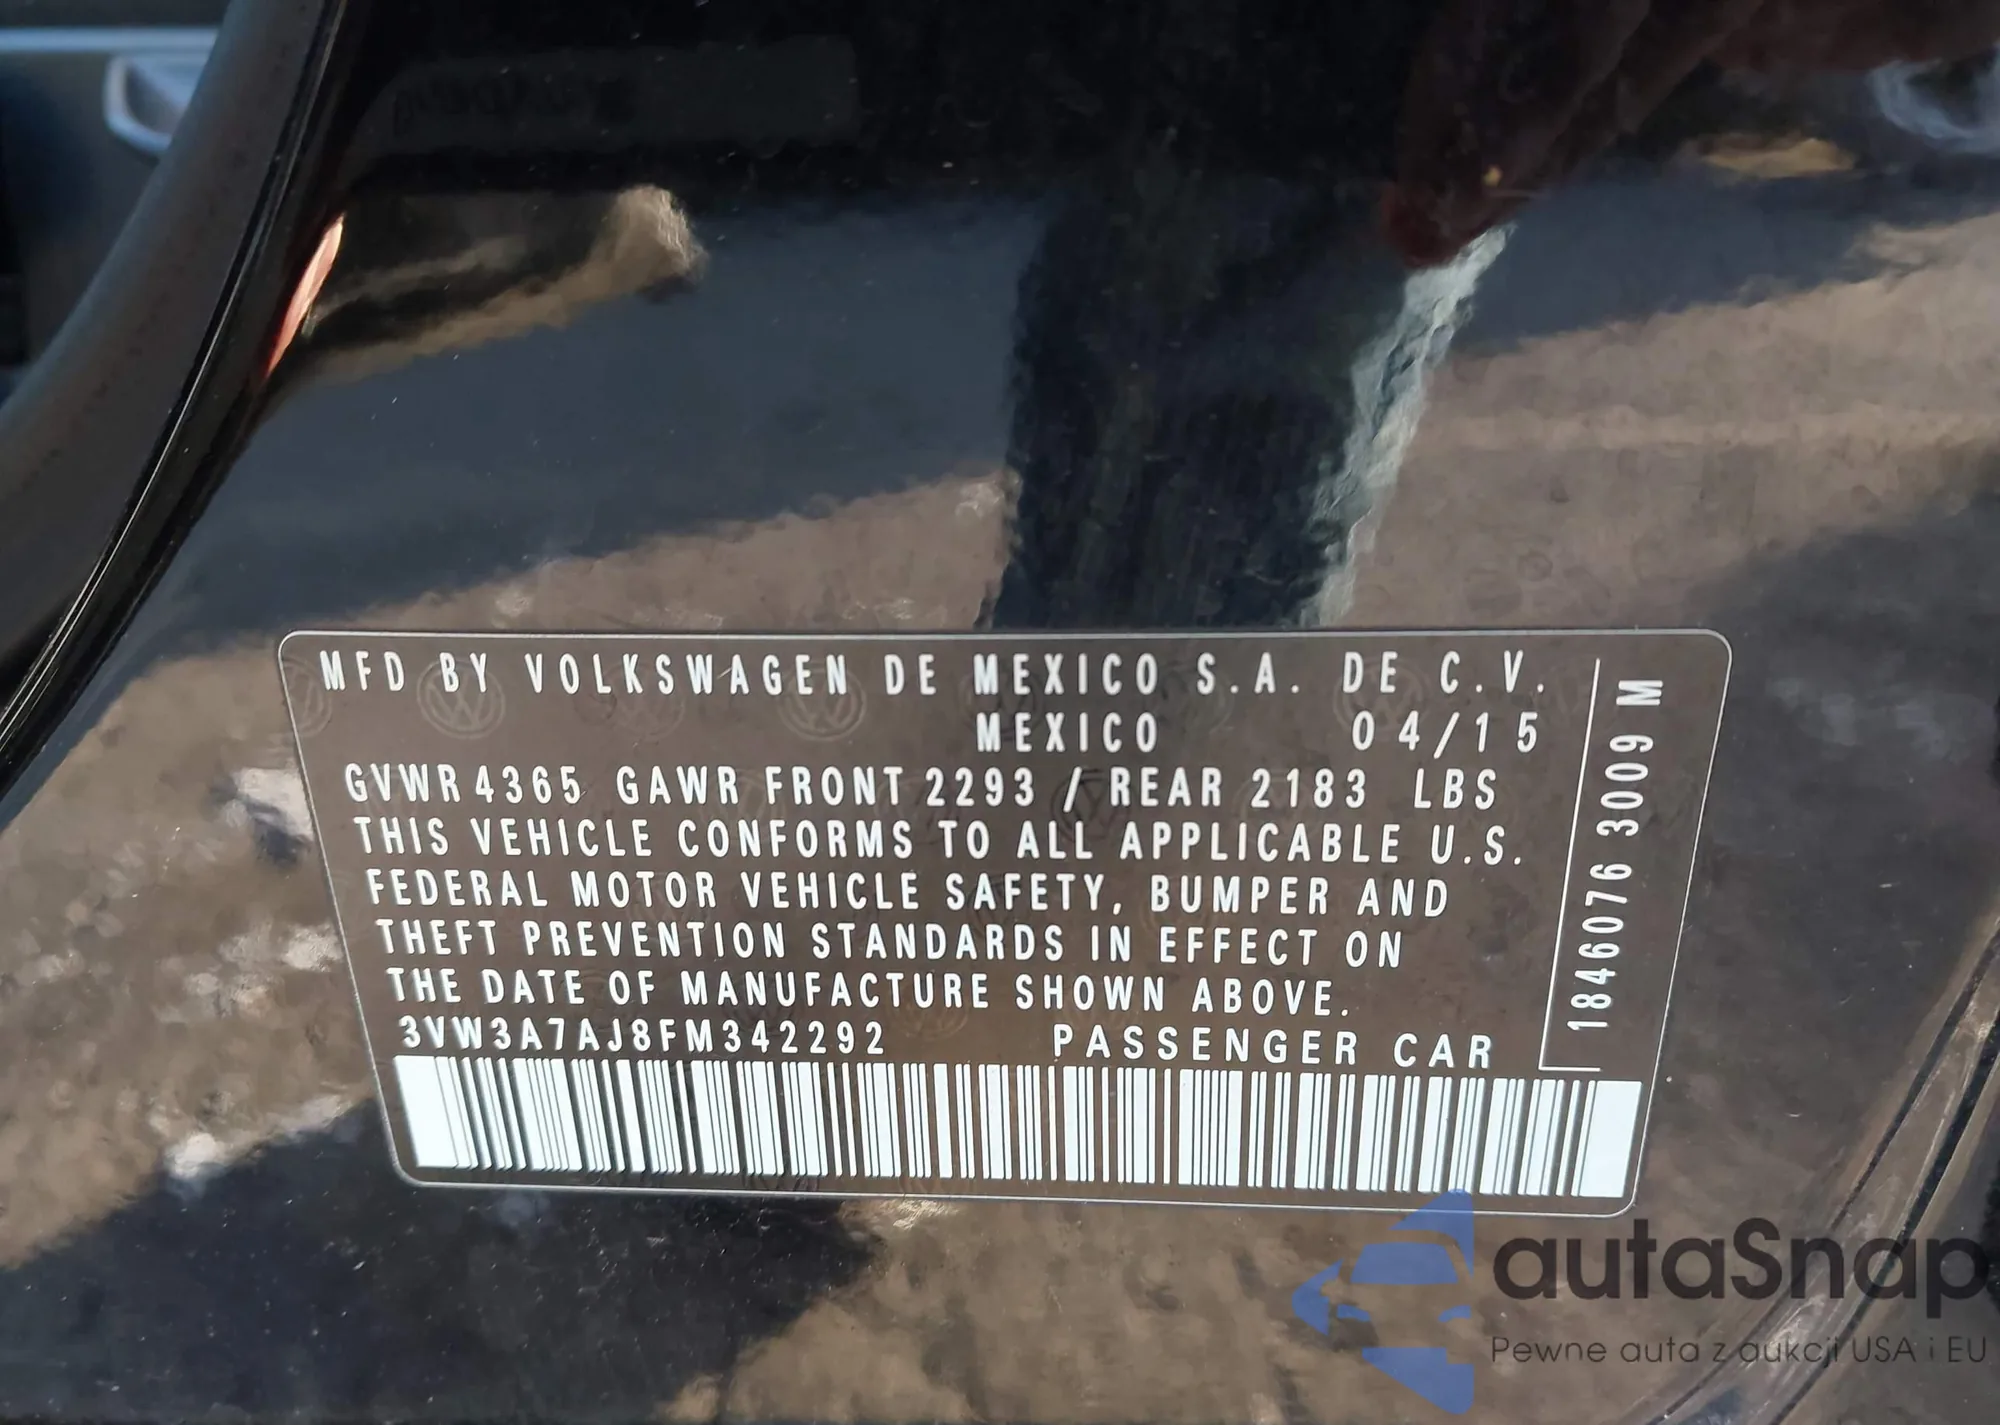 MFD BY VOLKSWAGEN DE MEXICO S.A. DE C.V.
MEXICO 04/15
GVWR 4365 GAWR FRONT 2293 / REAR 2183 LBS
THIS VEHICLE CONFORMS TO ALL APPLICABLE U.S.
FEDERAL MOTOR VEHICLE SAFETY, BUMPER AND
THEFT PREVENTION STANDARDS IN EFFECT ON
THE DATE OF MANUFACTURE SHOWN ABOVE.
3VW3A7AJ8FM342292 PASSENGER CAR
1846076 3009 M
autaSnap
Pewne auta z aukcji USA i EU